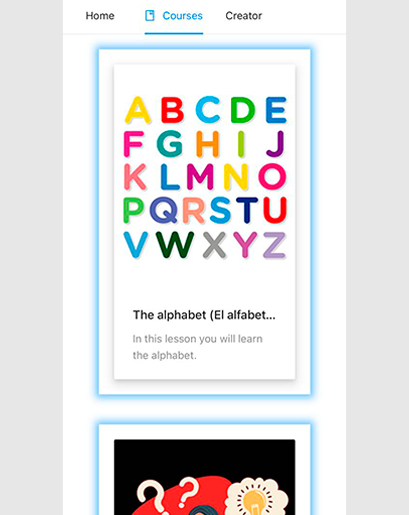 Home Courses Creator
A B C D E
F G H I J
K L M N O
P Q R S T U
V W X Y Z
The alphabet (El alfabet...
In this lesson you will learn
the alphabet.
? ?